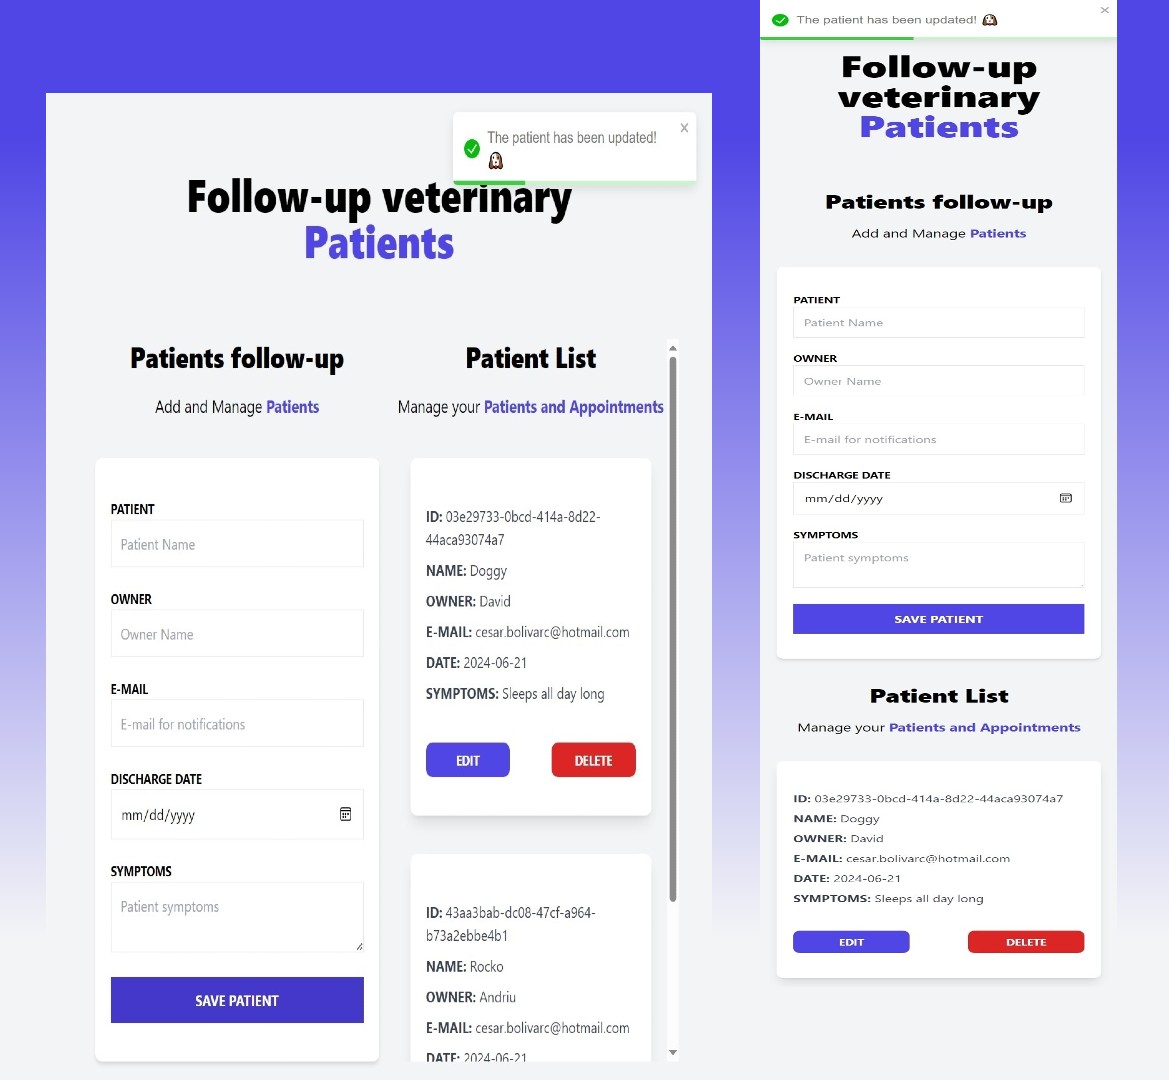 The patient has been updated!
Follow-up veterinary
Patients
Patients follow-up
Add and Manage Patients
PATIENT
Patient Name
OWNER
Owner Name
E-MAIL
E-mail for notifications
DISCHARGE DATE
mm/dd/yyyy
SYMPTOMS
Patient symptoms
SAVE PATIENT
Patient List
Manage your Patients and Appointments
ID: 03e29733-0bcd-414a-8d22-
44aca93074a7
NAME: Doggy
OWNER: David
E-MAIL: cesar.bolivarc@hotmail.com
DATE: 2024-06-21
SYMPTOMS: Sleeps all day long
EDIT
DELETE
ID: 43aa3bab-dc08-47cf-a964-
b73a2ebbe4b1
NAME: Rocko
OWNER: Andriu
E-MAIL: cesar.bolivarc@hotmail.com
DATE: 2024-06-21
The patient has been updated!
Follow-up
veterinary
Patients
Patients follow-up
Add and Manage Patients
PATIENT
Patient Name
OWNER
Owner Name
E-MAIL
E-mail for notifications
DISCHARGE DATE
mm/dd/yyyy
SYMPTOMS
Patient symptoms
SAVE PATIENT
Patient List
Manage your Patients and Appointments
ID: 03e29733-0bcd-414a-8d22-44aca93074a7
NAME: Doggy
OWNER: David
E-MAIL: cesar.bolivarc@hotmail.com
DATE: 2024-06-21
SYMPTOMS: Sleeps all day long
EDIT
DELETE